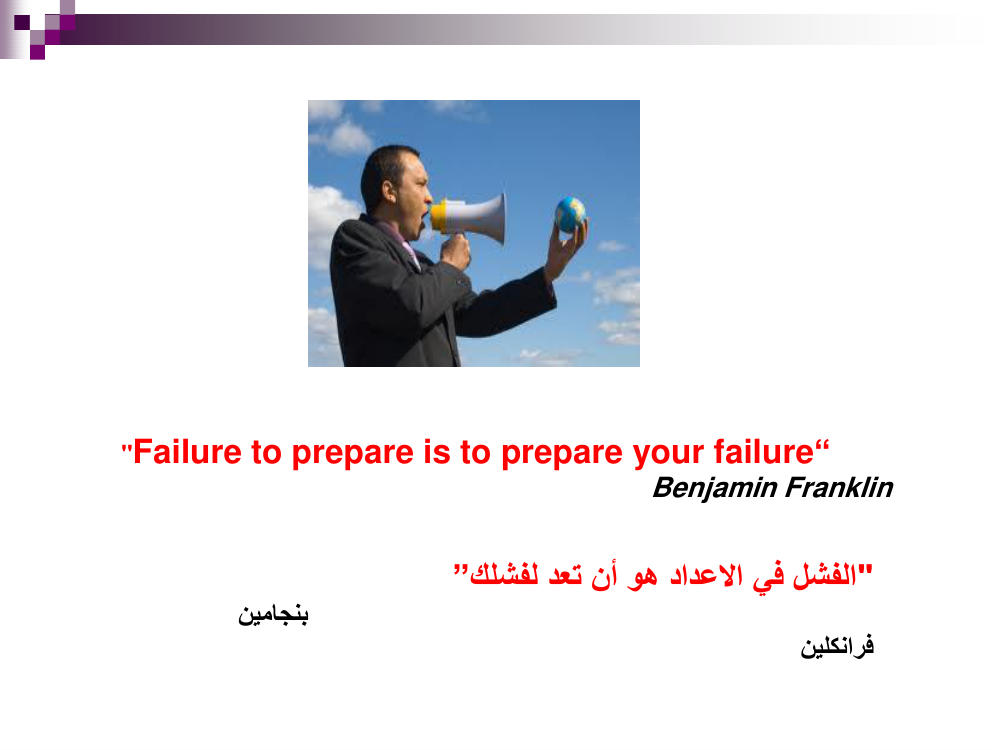 "Failure to prepare is to prepare your failure“
Benjamin Franklin
"الفشل في الاعداد هو أن تعد لفشلك”
بنجامين
فرانكلين